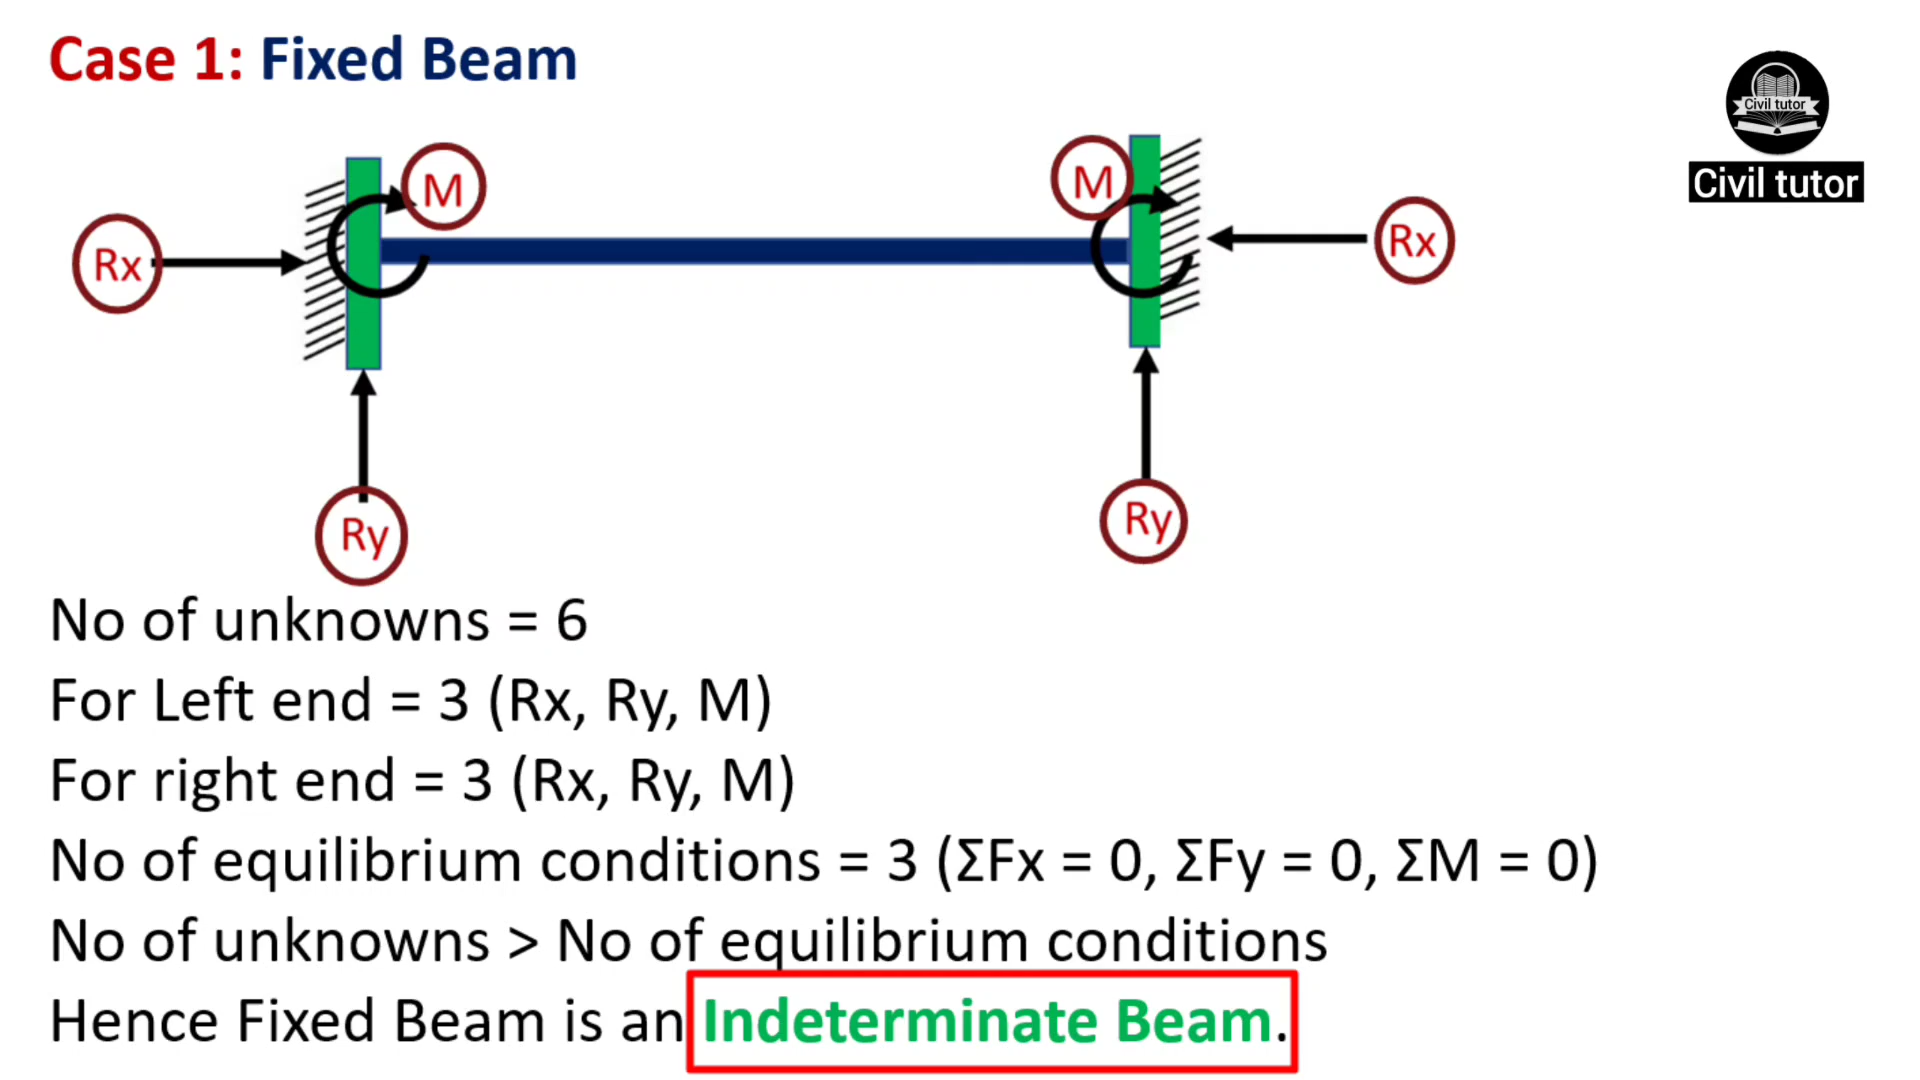 Case 1: Fixed Beam
Civil tutor
Civil tutor
M
M
Rx
Rx
Ry
Ry
No of unknowns = 6
For Left end = 3 (Rx, Ry, M)
For right end = 3 (Rx, Ry, M)
No of equilibrium conditions = 3 (ΣFx = 0, ΣFy = 0, ΣM = 0)
No of unknowns > No of equilibrium conditions
Hence Fixed Beam is an Indeterminate Beam.